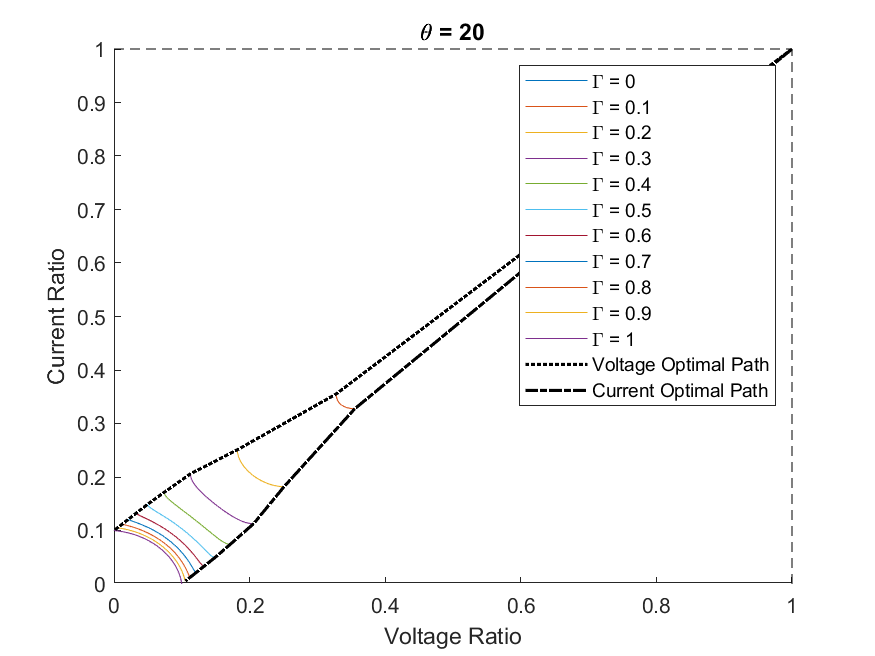 θ = 20
1
0.9
0.8
0.7
0.6
0.5
0.4
0.3
0.2
0.1
0
Current Ratio
Γ = 0
Γ = 0.1
Γ = 0.2
Γ = 0.3
Γ = 0.4
Γ = 0.5
Γ = 0.6
Γ = 0.7
Γ = 0.8
Γ = 0.9
Γ = 1
Voltage Optimal Path
Current Optimal Path
0 0.2 0.4 0.6 0.8 1
Voltage Ratio